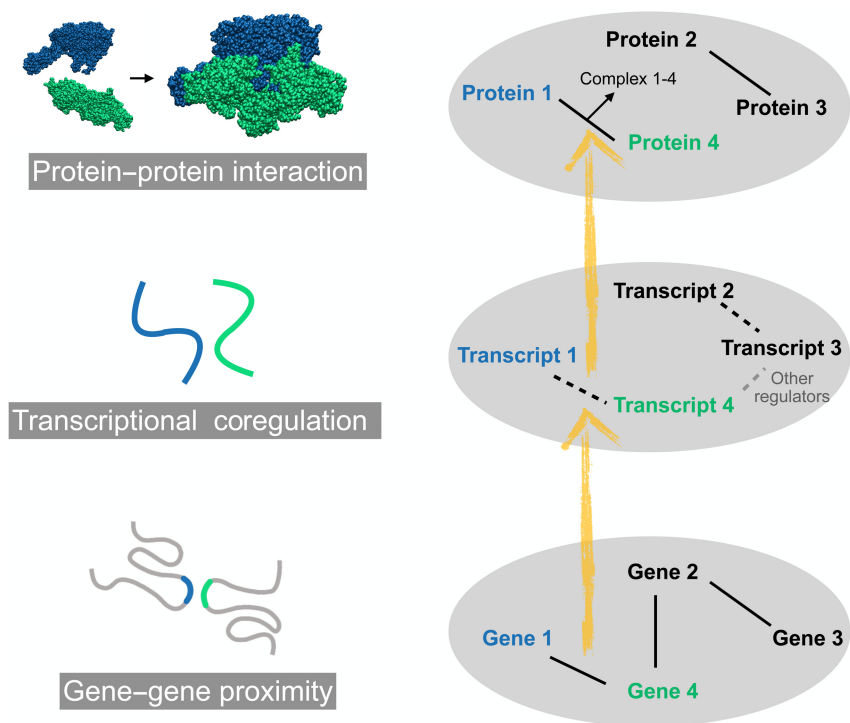 Protein 2
Complex 1-4
Protein 1
Protein 3
Protein 4
Protein–protein interaction
Transcript 2
Transcript 1
Transcript 3
Other
regulators
Transcript 4
Transcriptional coregulation
Gene 2
Gene 1
Gene 3
Gene 4
Gene–gene proximity